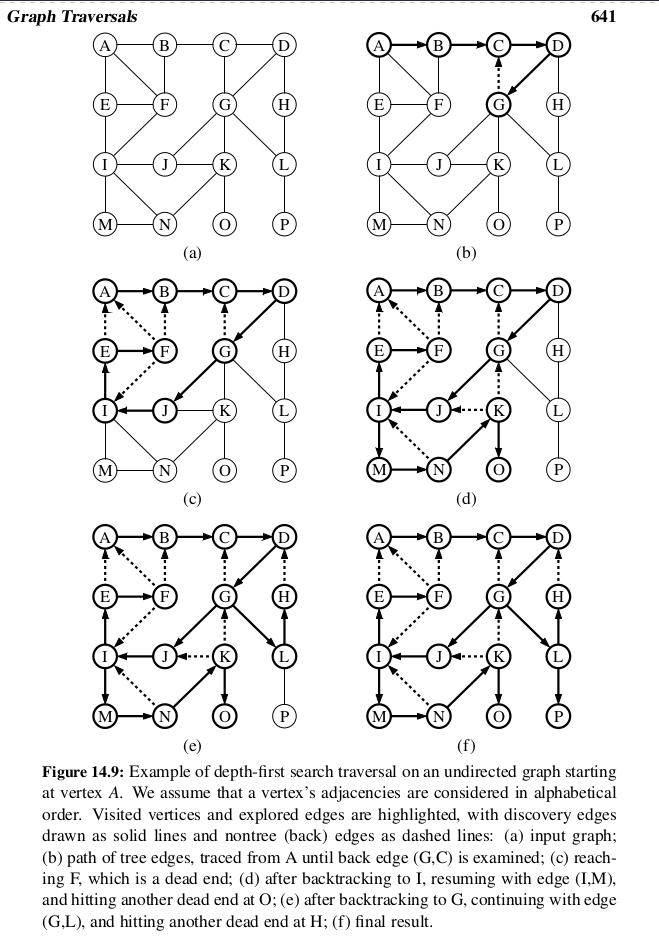 Graph Traversals 641
A B C D A B C D
E F G H E F G H
I J K L I J K L
M N O P M N O P
(a) (b)
A B C D A B C D
E F G H E F G H
I J K L I J K L
M N O P M N O P
(c) (d)
A B C D A B C D
E F G H E F G H
I J K L I J K L
M N O P M N O P
(e) (f)
Figure 14.9: Example of depth-first search traversal on an undirected graph starting
at vertex A. We assume that a vertex's adjacencies are considered in alphabetical
order. Visited vertices and explored edges are highlighted, with discovery edges
drawn as solid lines and nontree (back) edges as dashed lines: (a) input graph;
(b) path of tree edges, traced from A until back edge (G,C) is examined; (c) reach-
ing F, which is a dead end; (d) after backtracking to I, resuming with edge (I,M),
and hitting another dead end at O; (e) after backtracking to G, continuing with edge
(G,L), and hitting another dead end at H; (f) final result.